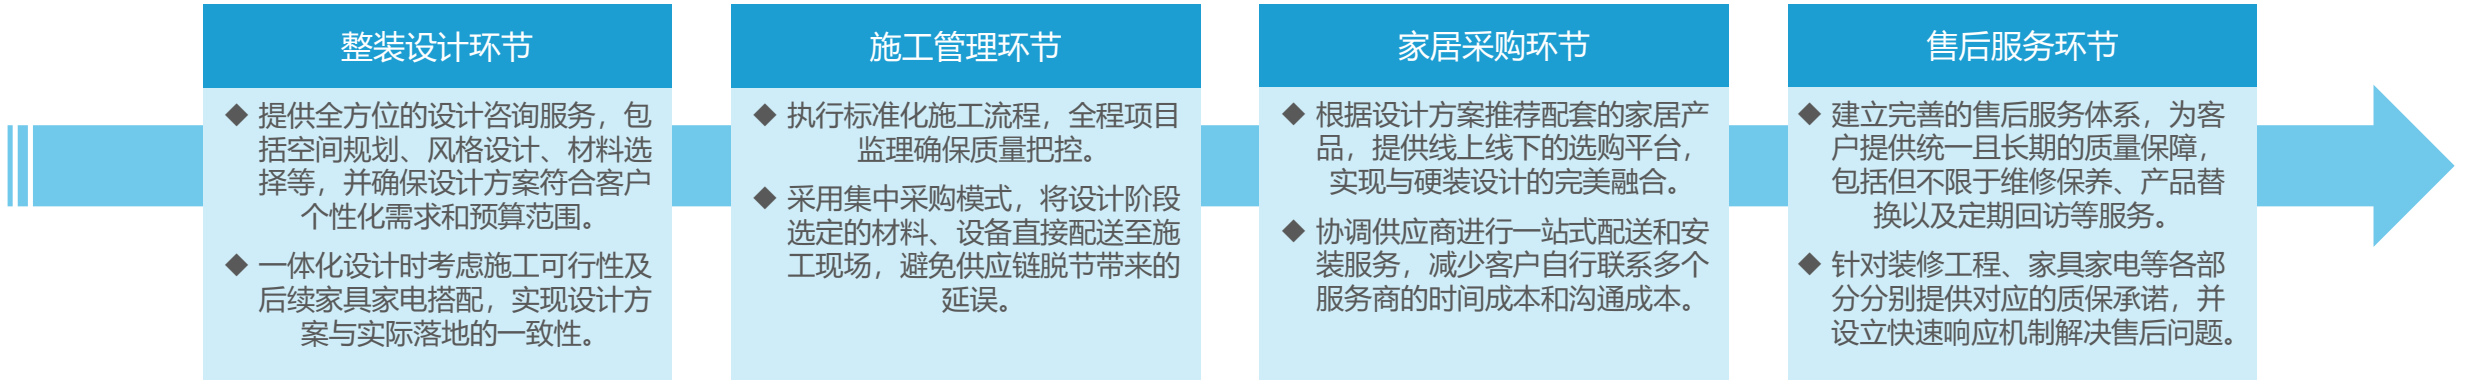 整装设计环节
◆ 提供全方位的设计咨询服务，包
括空间规划、风格设计、材料选
择等，并确保设计方案符合客户
个性化需求和预算范围。
◆ 一体化设计时考虑施工可行性及
后续家具家电搭配，实现设计方
案与实际落地的一致性。
施工管理环节
◆ 执行标准化施工流程，全程项目
监理确保质量把控。
◆ 采用集中采购模式，将设计阶段
选定的材料、设备直接配送至施
工现场，避免供应链脱节带来的
延误。
家居采购环节
◆ 根据设计方案推荐配套的家居产
品，提供线上线下的选购平台，
实现与硬装设计的完美融合。
◆ 协调供应商进行一站式配送和安
装服务，减少客户自行联系多个
服务商的时间成本和沟通成本。
售后服务环节
◆ 建立完善的售后服务体系，为客
户提供统一且长期的质量保障，
包括但不限于维修保养、产品替
换以及定期回访等服务。
◆ 针对装修工程、家具家电等各部
分分别提供对应的质保承诺，并
设立快速响应机制解决售后问题。